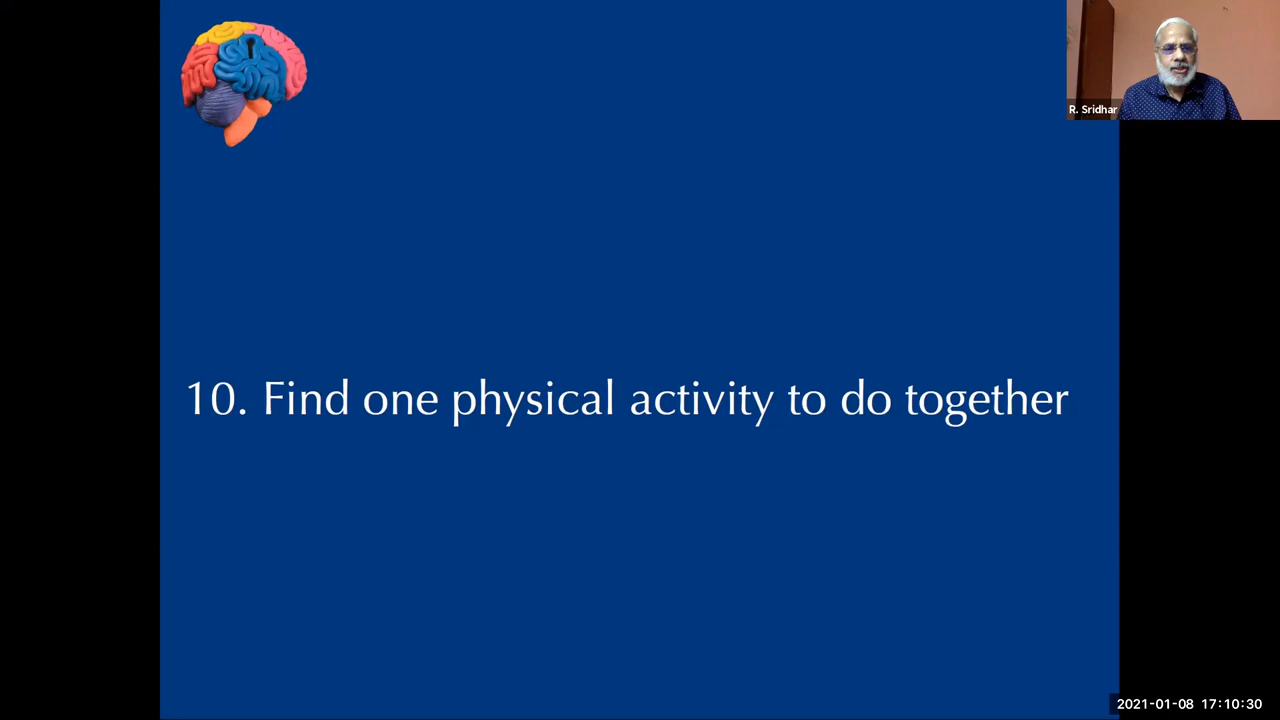 R. Sridhar
10. Find one physical activity to do together
2021-01-08 17:10:30